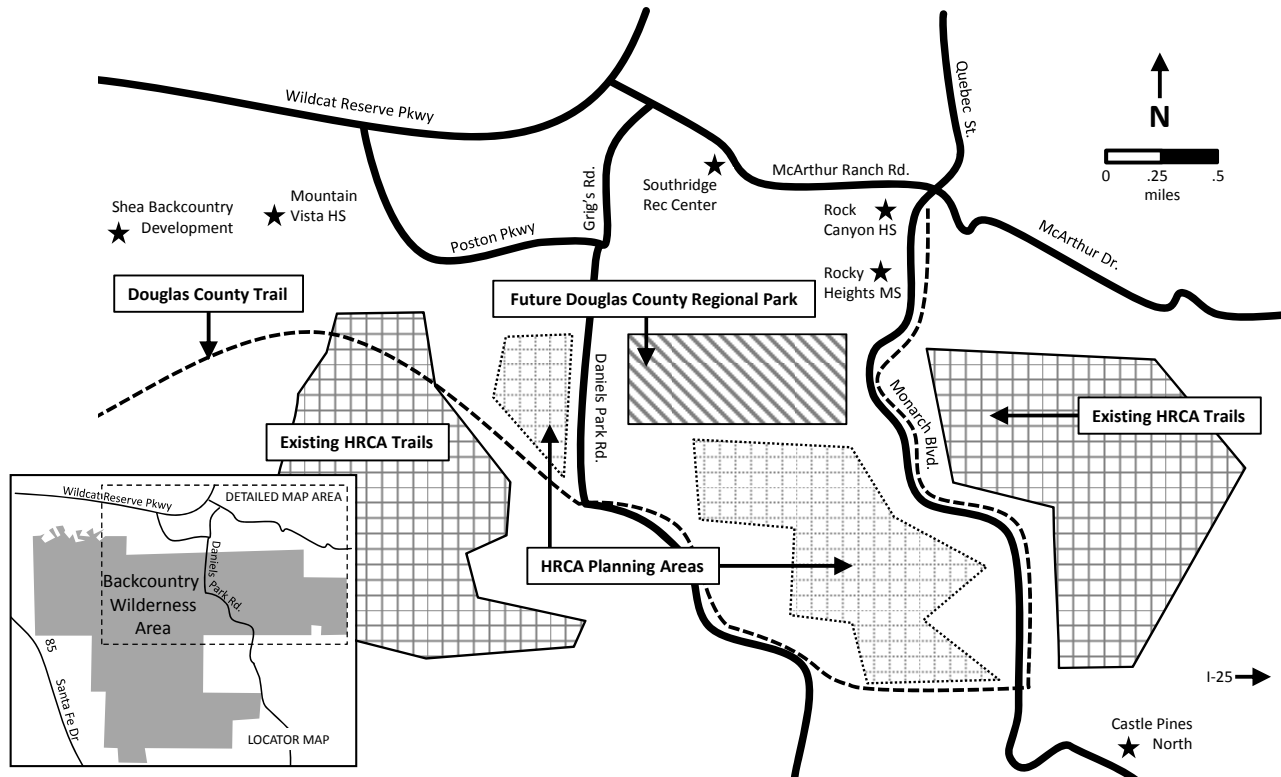 Wildcat Reserve Pkwy
Quebec St.
N
0 .25 .5
miles
Grig's Rd.
Southridge
Rec Center
McArthur Ranch Rd.
Mountain
Vista HS
Shea Backcountry
Development
Rock
Canyon HS
McArthur Dr.
Poston Pkwy
Rocky
Heights MS
Douglas County Trail
Future Douglas County Regional Park
Daniels Park Rd.
Monarch Blvd.
Existing HRCA Trails
Existing HRCA Trails
HRCA Planning Areas
Wildcat Reserve Pkwy
DETAILED MAP AREA
Daniels
Park Rd.
Backcountry
Wilderness
Area
85
Santa Fe Dr
LOCATOR MAP
I-25
Castle Pines
North